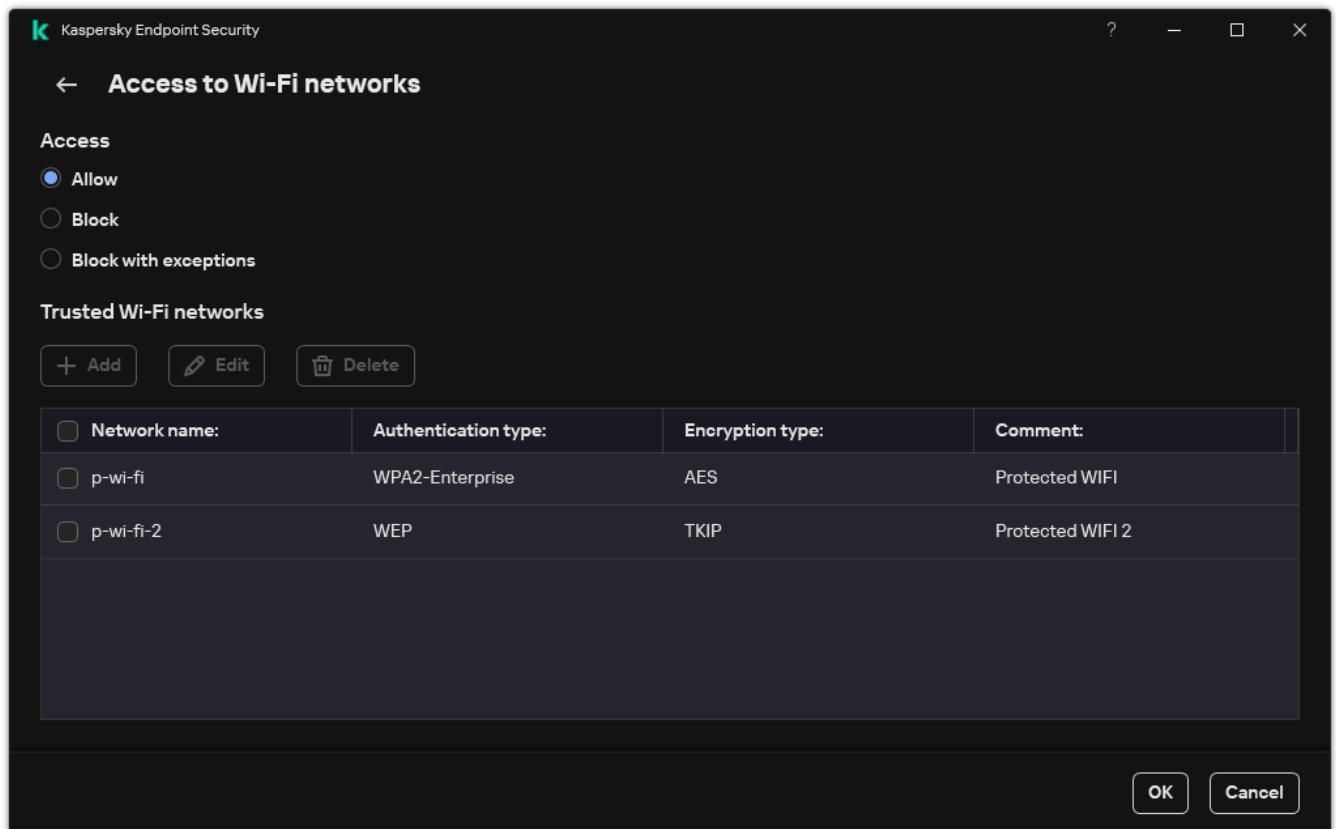 Kaspersky Endpoint Security ?
Access to Wi-Fi networks
Access
Allow
Block
Block with exceptions
Trusted Wi-Fi networks
Add Edit Delete
Network name: Authentication type: Encryption type: Comment:
p-wi-fi WPA2-Enterprise AES Protected WIFI
p-wi-fi-2 WEP TKIP Protected WIFI 2
OK Cancel